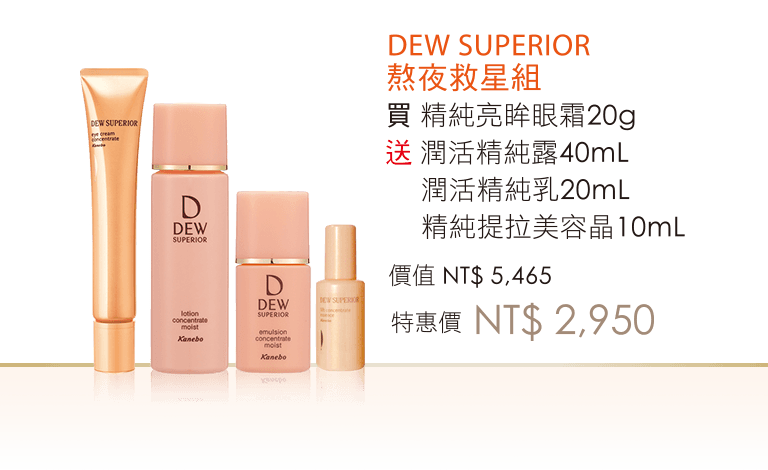 DEW SUPERIOR
熬夜救星組
買 精純亮眸眼霜20g
送 潤活精純露40mL
潤活精純乳20mL
精純提拉美容晶10mL
價值 NT$ 5,465
特惠價 NT$ 2,950
DEW SUPERIOR
eye cream
concentrate
Kanebo
D
DEW
SUPERIOR
lotion
concentrate
moist
Kanebo
D
DEW
SUPERIOR
emulsion
concentrate
moist
Kanebo
DEW SUPERIOR